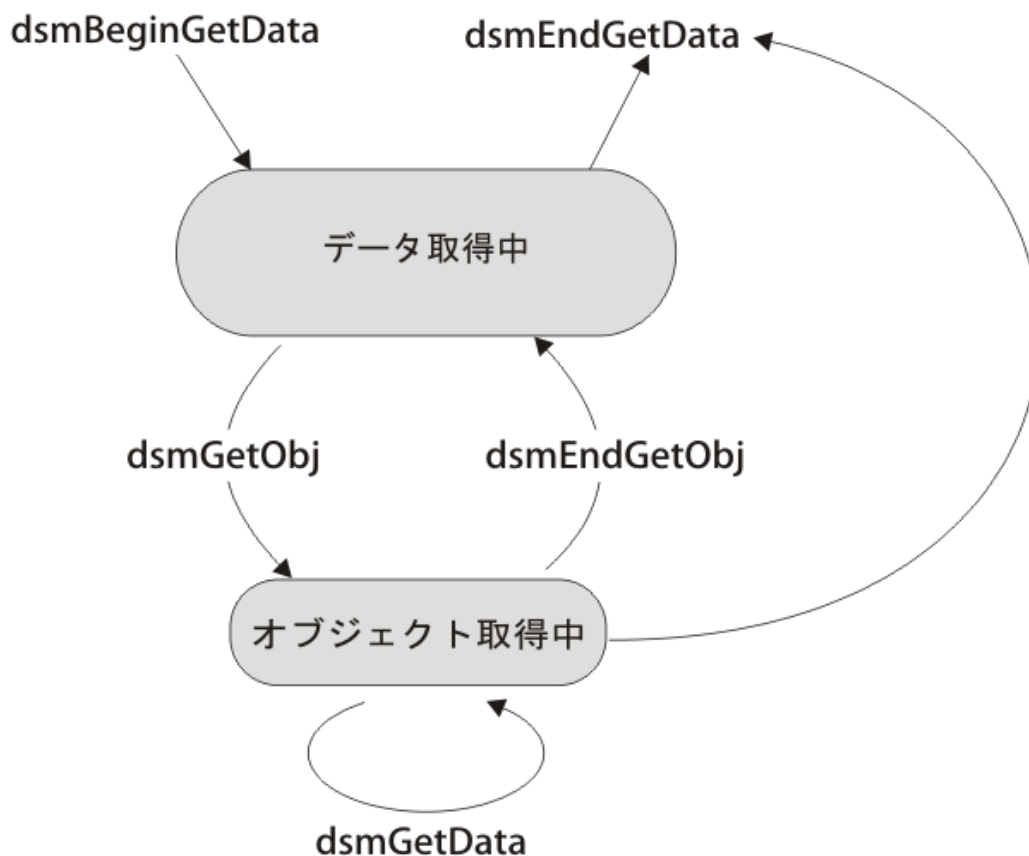 dsmBeginGetData
dsmEndGetData
データ取得中
dsmGetObj
dsmEndGetObj
オブジェクト取得中
dsmGetData